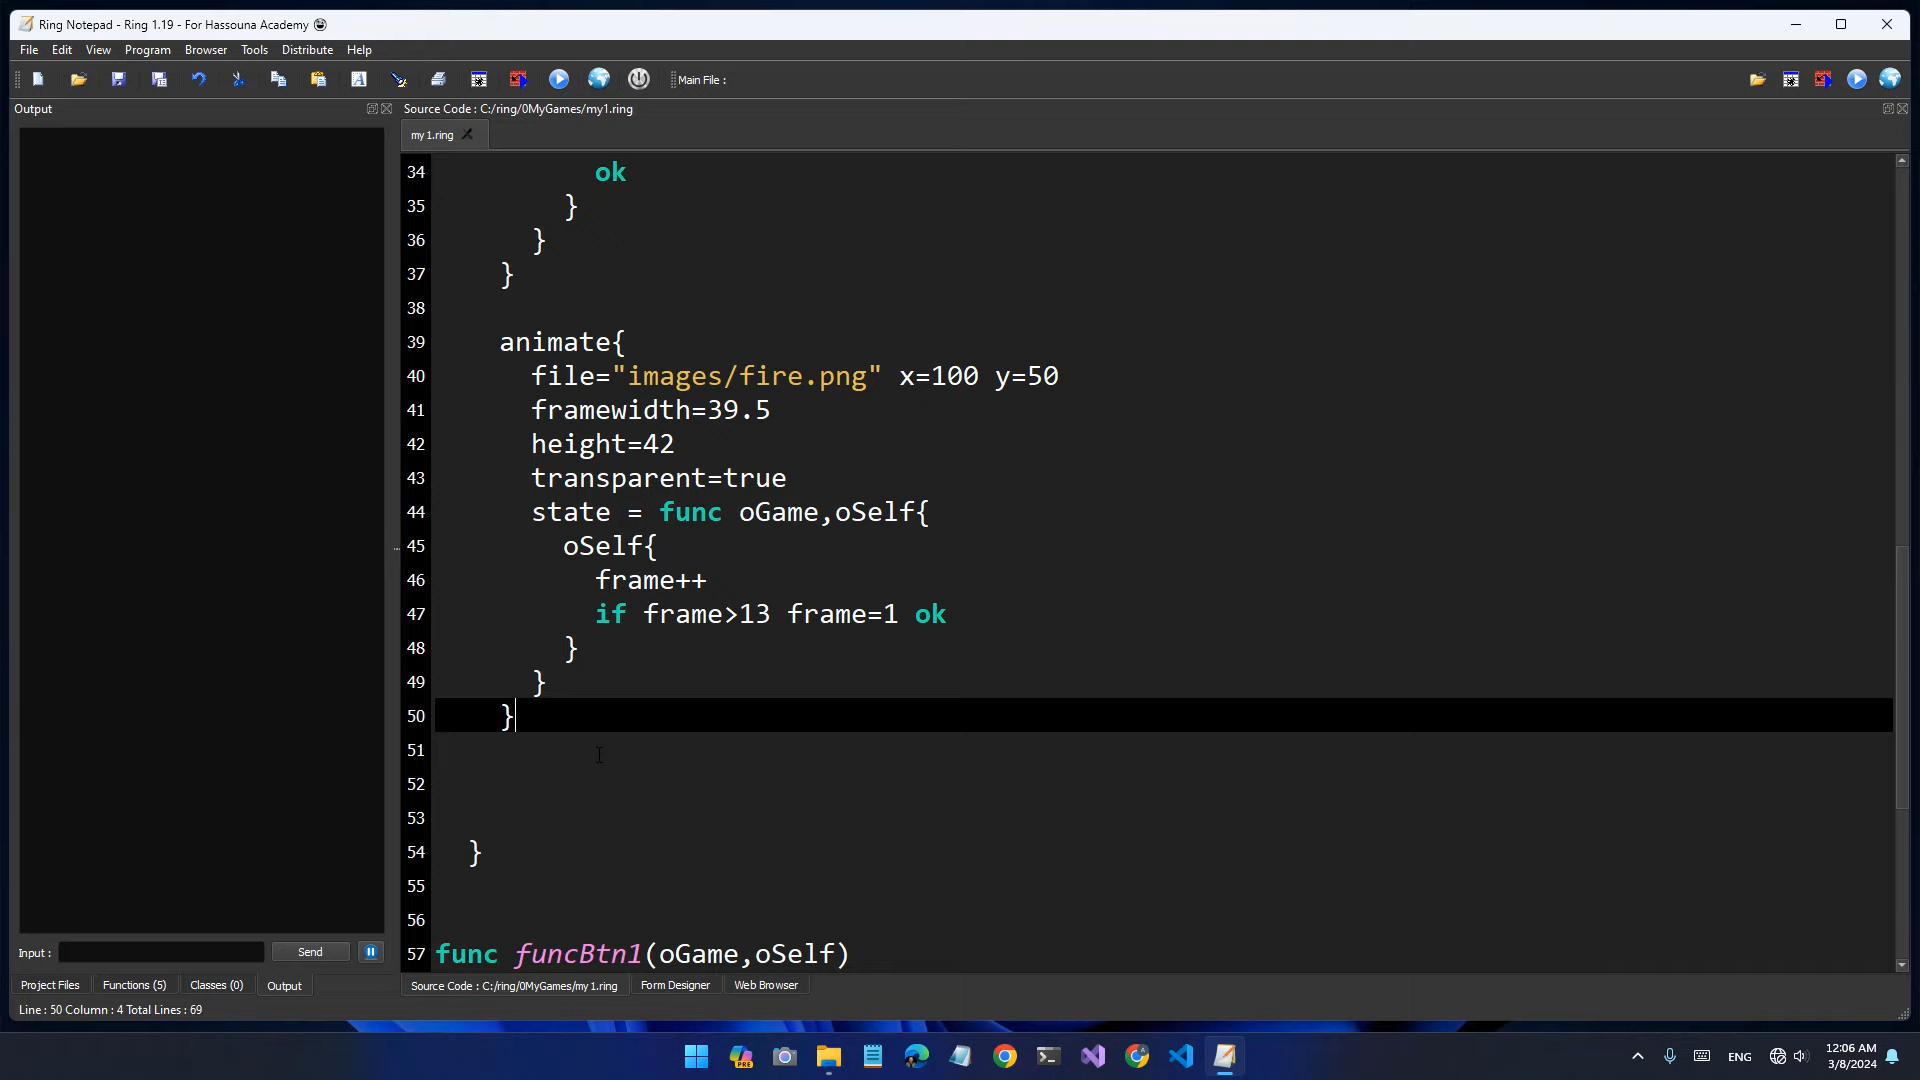 Ring Notepad - Ring 1.19 - For Hassouna Academy 😀
File Edit View Program Browser Tools Distribute Help
Main File :
Output
Source Code : C:/ring/0MyGames/my1.ring
my1.ring
34 ok
35 }
36 }
37 }
38
39 animate{
40 file="images/fire.png" x=100 y=50
41 framewidth=39.5
42 height=42
43 transparent=true
44 state = func oGame,oSelf{
45 oSelf{
46 frame++
47 if frame>13 frame=1 ok
48 }
49 }
50 }
51
52
53
54 }
55
56
57 func funcBtn1(oGame,oSelf)
Input : Send
Project Files Functions (5) Classes (0) Output
Source Code : C:/ring/0MyGames/my1.ring Form Designer Web Browser
Line : 50 Column : 4 Total Lines : 69
PRE
ENG
12:06 AM
3/8/2024